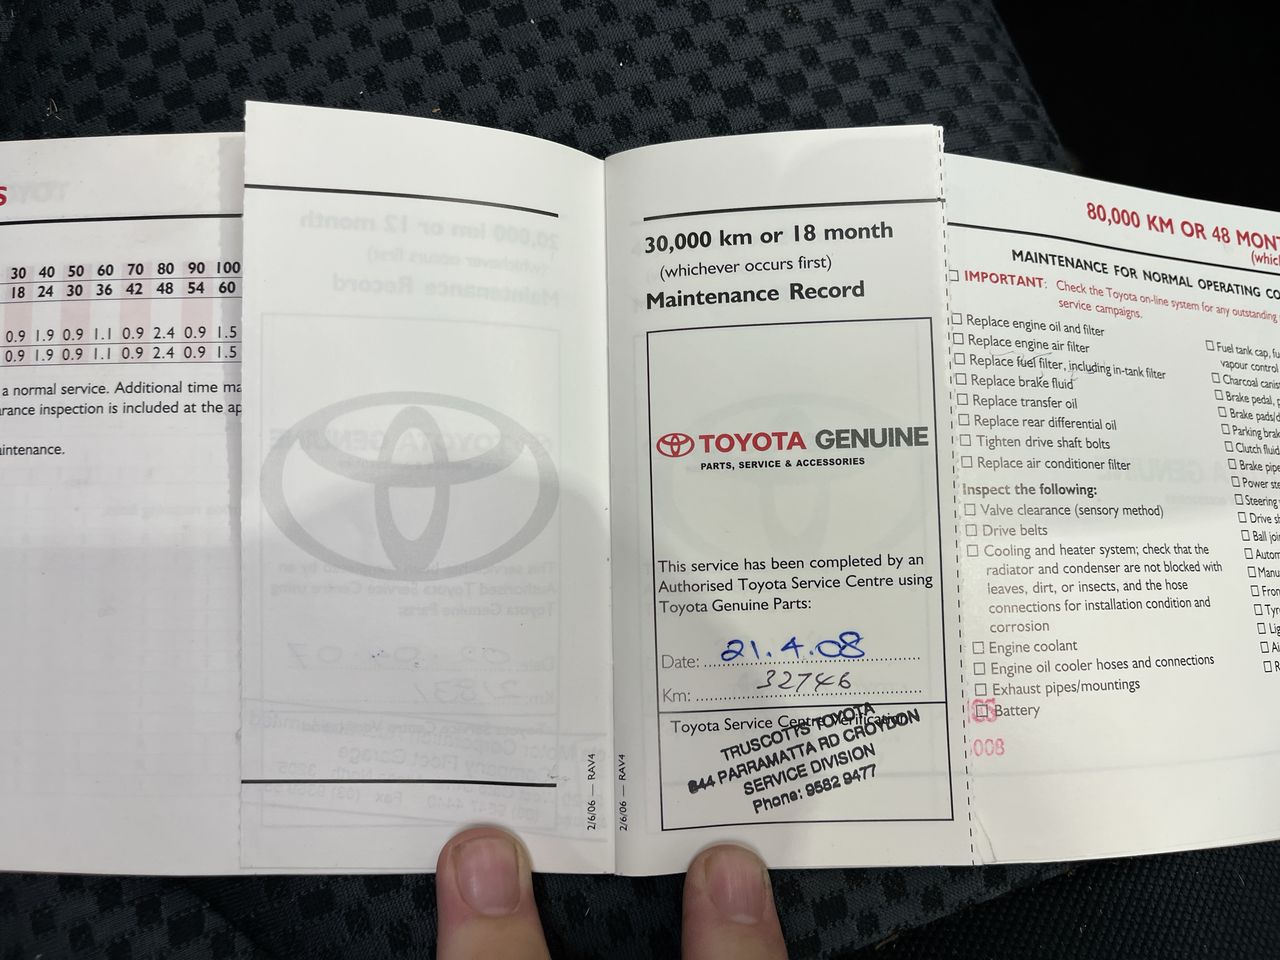 S
30 40 50 60 70 80 90 100
18 24 30 36 42 48 54 60
0.9 1.9 0.9 1.1 0.9 2.4 0.9 1.5
0.9 1.9 0.9 1.1 0.9 2.4 0.9 1.5
a normal service. Additional time ma
arance inspection is included at the ap
aintenance.
2/6/06 — RAV4
2/6/06 — RAV4
30,000 km or 18 month
(whichever occurs first)
Maintenance Record
TOYOTA GENUINE
PARTS, SERVICE & ACCESSORIES
This service has been completed by an
Authorised Toyota Service Centre using
Toyota Genuine Parts:
Date: 21.4.08
Km: 32746
Toyota Service Centre Verification
TRUSCOTTS TOYOTA
844 PARRAMATTA RD CROYDON
SERVICE DIVISION
Phone: 9582 9477
80,000 KM OR 48 MONT
(which
MAINTENANCE FOR NORMAL OPERATING CO
IMPORTANT: Check the Toyota on-line system for any outstanding
service campaigns.
Replace engine oil and filter
Replace engine air filter
Replace fuel filter, including in-tank filter
Replace brake fluid
Replace transfer oil
Replace rear differential oil
Tighten drive shaft bolts
Replace air conditioner filter
Inspect the following:
Valve clearance (sensory method)
Drive belts
Cooling and heater system; check that the
radiator and condenser are not blocked with
leaves, dirt, or insects, and the hose
connections for installation condition and
corrosion
Engine coolant
Engine oil cooler hoses and connections
Exhaust pipes/mountings
Battery
008
Fuel tank cap, fu
vapour control
Charcoal canis
Brake pedal, p
Brake pads/d
Parking brak
Clutch fluid
Brake pipe
Power ste
Steering
Drive sh
Ball join
Autom
Manu
Fron
Tyr
Lig
Ai
R